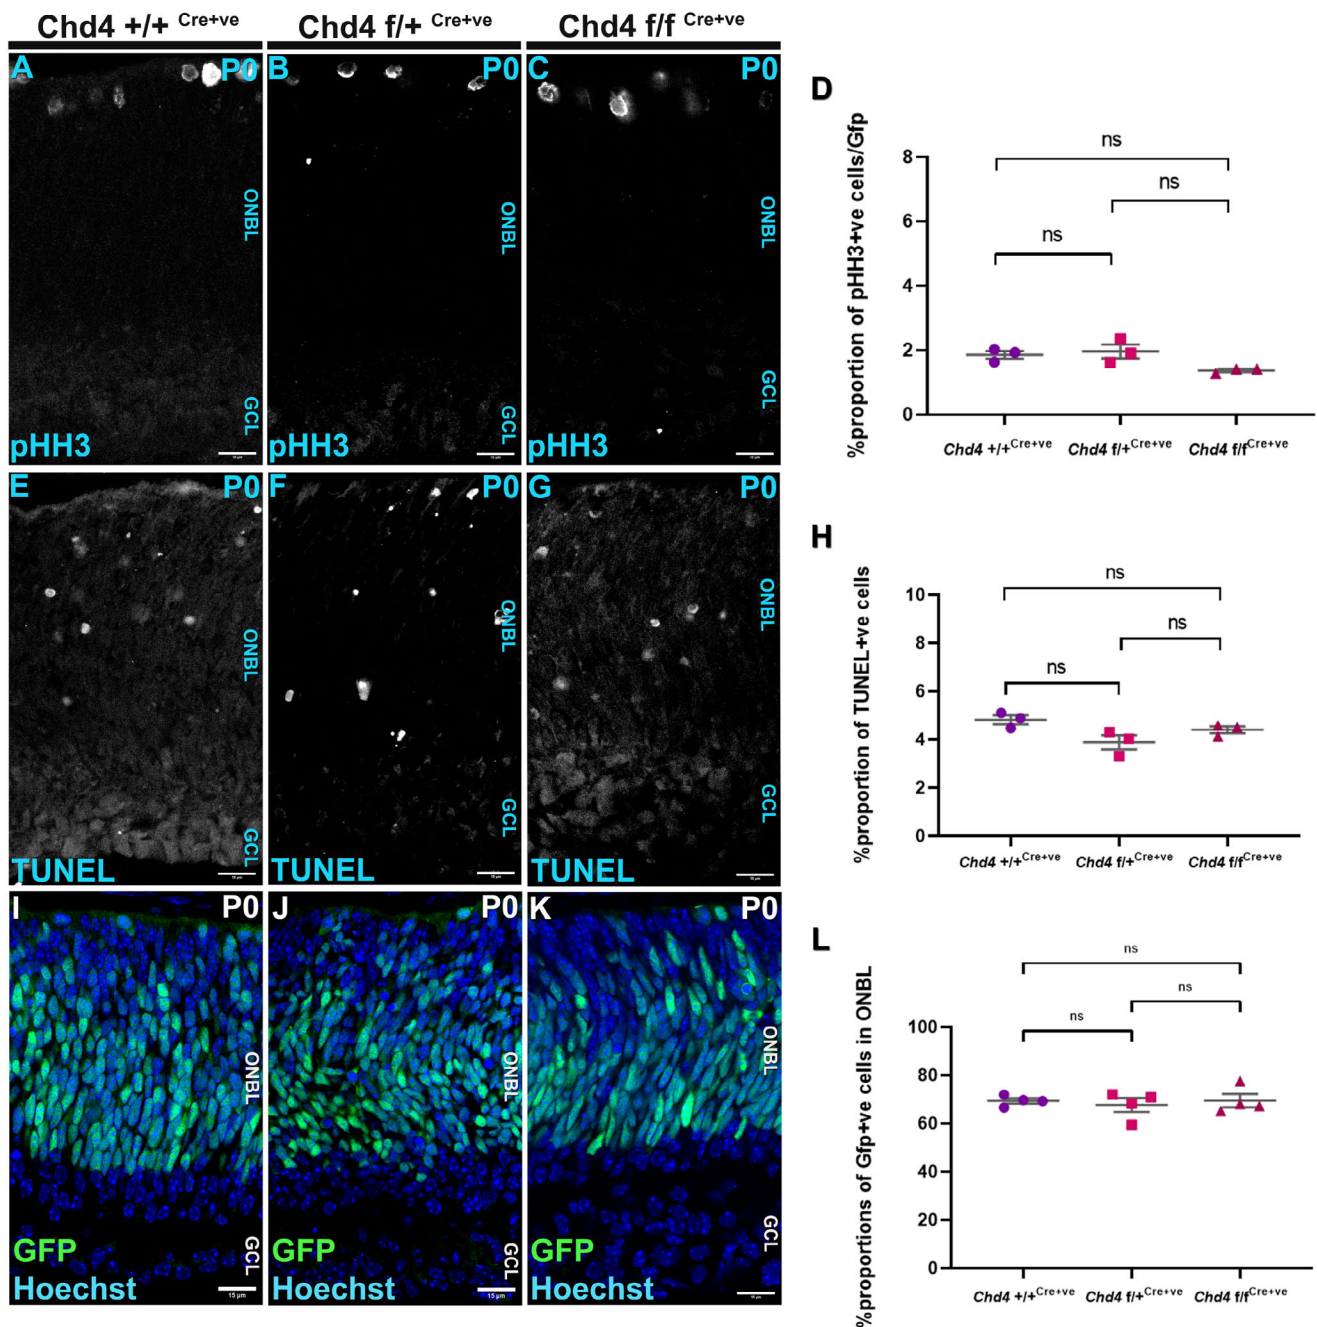 Chd4 +/+ Cre+ve
Chd4 f/+ Cre+ve
Chd4 f/f Cre+ve
A
P0
ONBL
GCL
pHH3
B
P0
ONBL
GCL
pHH3
C
P0
ONBL
GCL
pHH3
D
%proportion of pHH3+ve cells/Gfp
8
6
4
2
0
ns
ns
ns
Chd4 +/+Cre+ve
Chd4 f/+Cre+ve
Chd4 f/fCre+ve
E
P0
ONBL
GCL
TUNEL
F
P0
ONBL
GCL
TUNEL
G
P0
ONBL
GCL
TUNEL
H
%proportion of TUNEL+ve cells
10
8
6
4
2
0
ns
ns
ns
Chd4 +/+Cre+ve
Chd4 f/+Cre+ve
Chd4 f/fCre+ve
I
P0
ONBL
GCL
GFP
Hoechst
15 μm
J
P0
ONBL
GCL
GFP
Hoechst
15 μm
K
P0
ONBL
GCL
GFP
Hoechst
L
%proportions of Gfp+ve cells in ONBL
100
80
60
40
20
0
ns
ns
ns
Chd4 +/+Cre+ve
Chd4 f/+Cre+ve
Chd4 f/fCre+ve